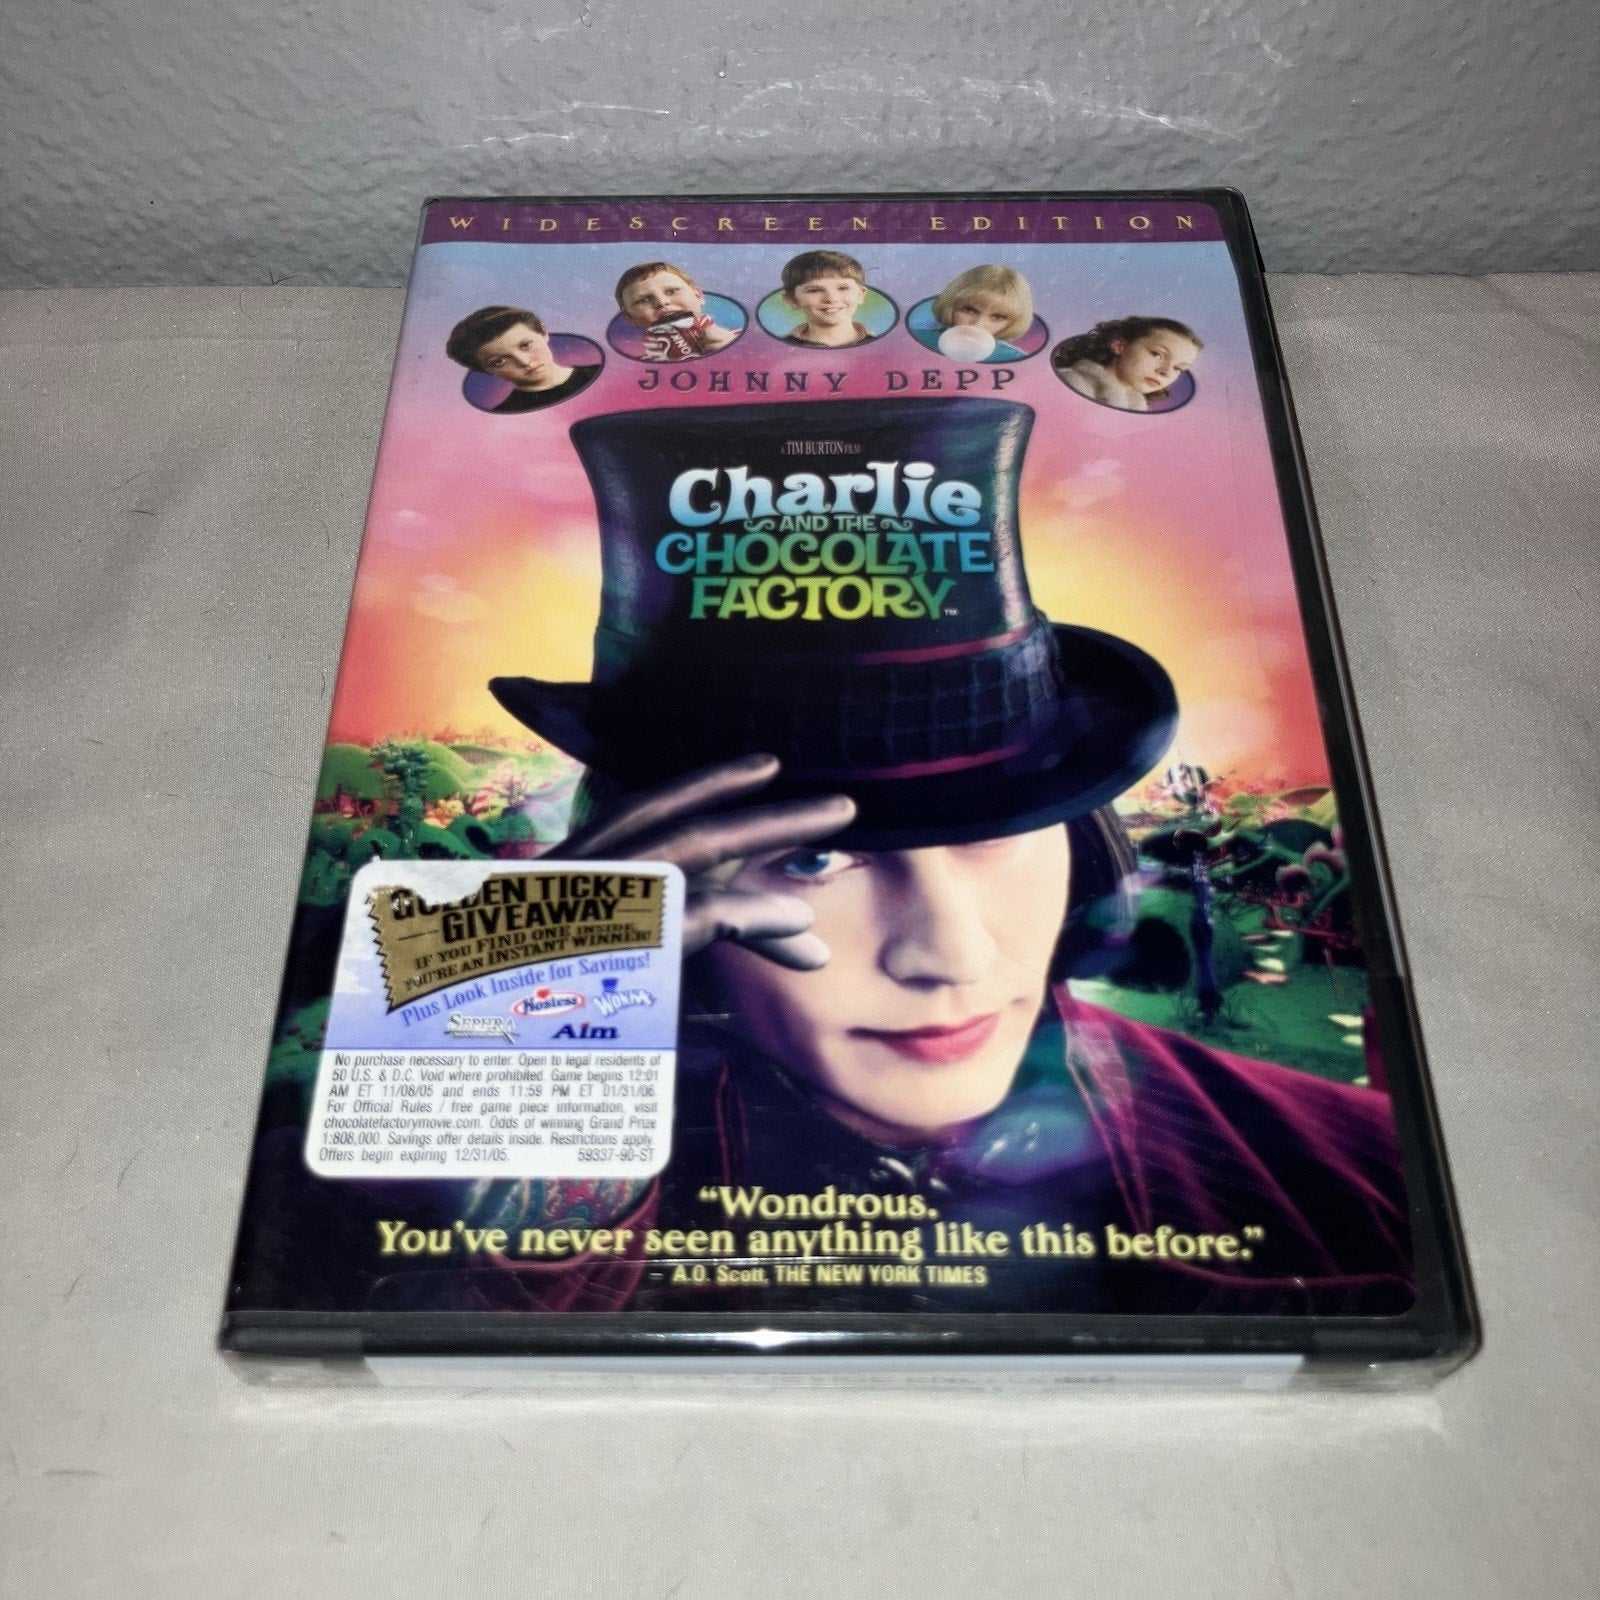 WIDESCREEN EDITION
JOHNNY DEPP
A TIM BURTON FILM
Charlie
AND THE
CHOCOLATE
FACTORY™
GOLDEN TICKET
GIVEAWAY
IF YOU FIND ONE INSIDE,
YOU'RE AN INSTANT WINNER!
Plus Look Inside for Savings!
Hostess WONKA
SEPHRA Aim
No purchase necessary to enter. Open to legal residents of
50 U.S. & D.C. Void where prohibited. Game begins 12:01
AM ET 11/08/05 and ends 11:59 PM ET 01/31/06.
For Official Rules / free game piece information, visit
chocolatefactorymovie.com. Odds of winning Grand Prize
1:808,000. Savings offer details inside. Restrictions apply.
Offers begin expiring 12/31/05. 59337-90-ST
"Wondrous.
You've never seen anything like this before."
– A.O. Scott, THE NEW YORK TIMES